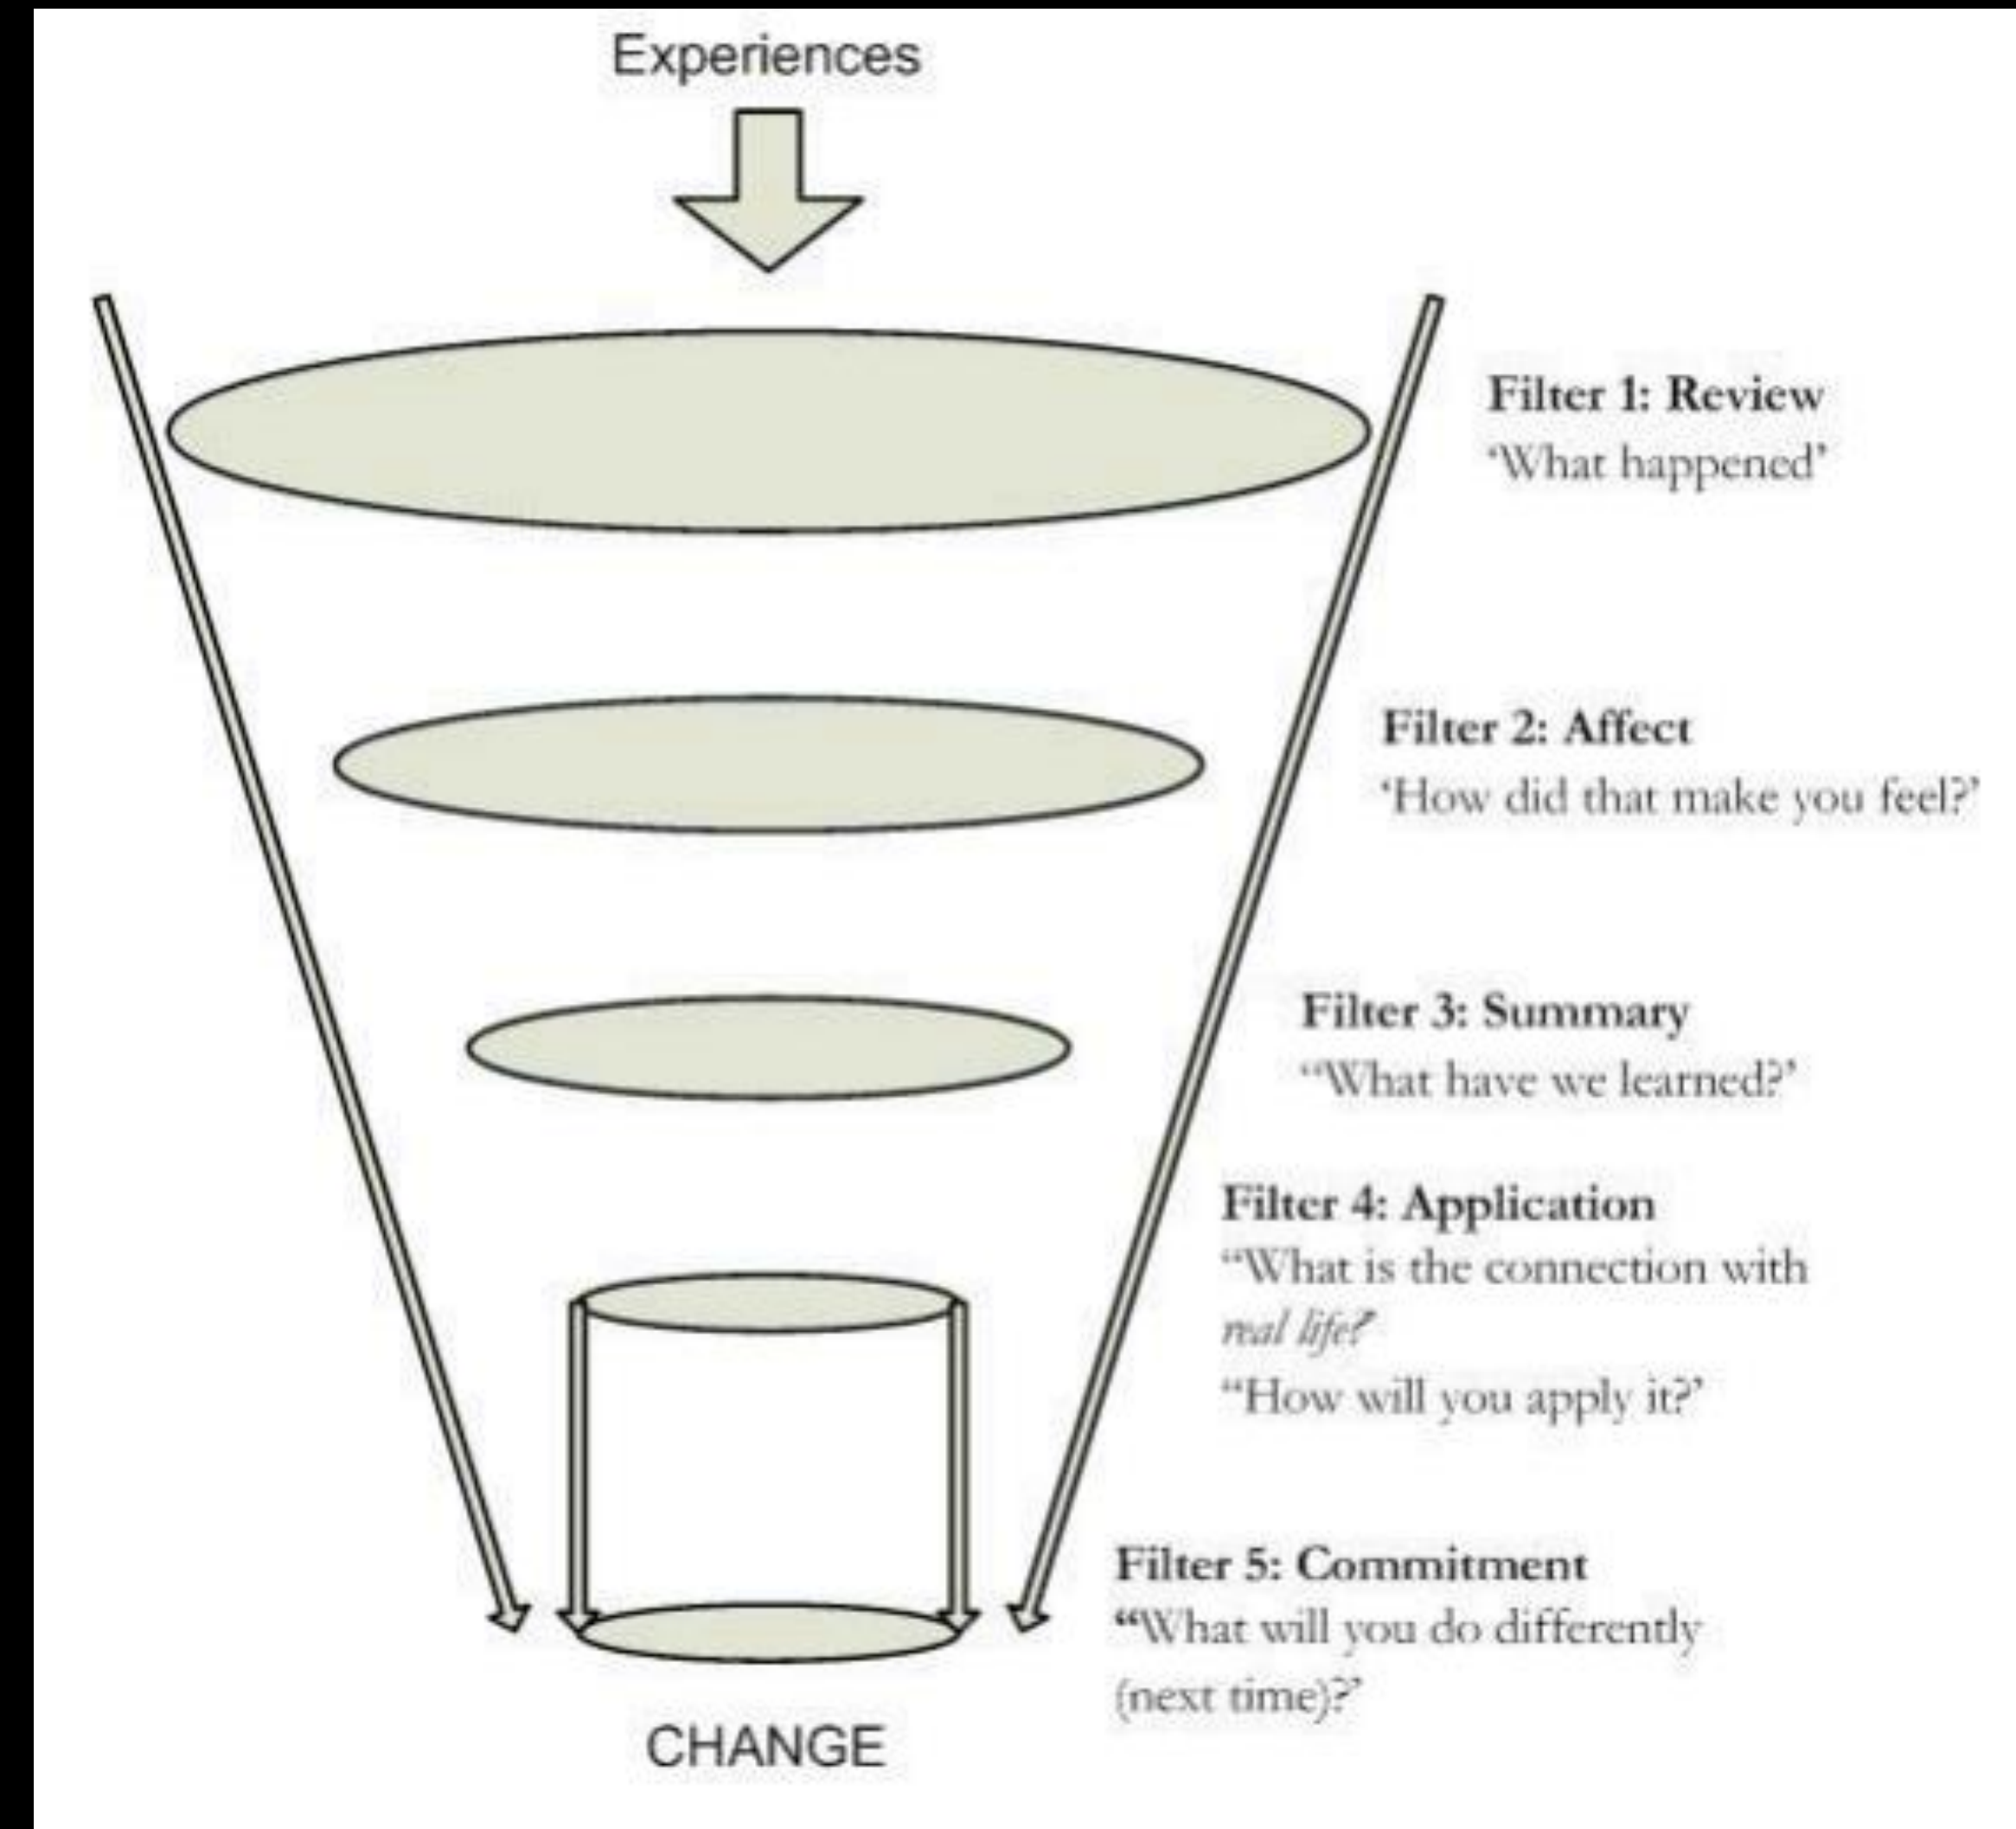 Experiences
Filter 1: Review
‘What happened’
Filter 2: Affect
‘How did that make you feel?’
Filter 3: Summary
“What have we learned?’
Filter 4: Application
“What is the connection with
real life?’
“How will you apply it?’
Filter 5: Commitment
“What will you do differently
(next time)?’
CHANGE